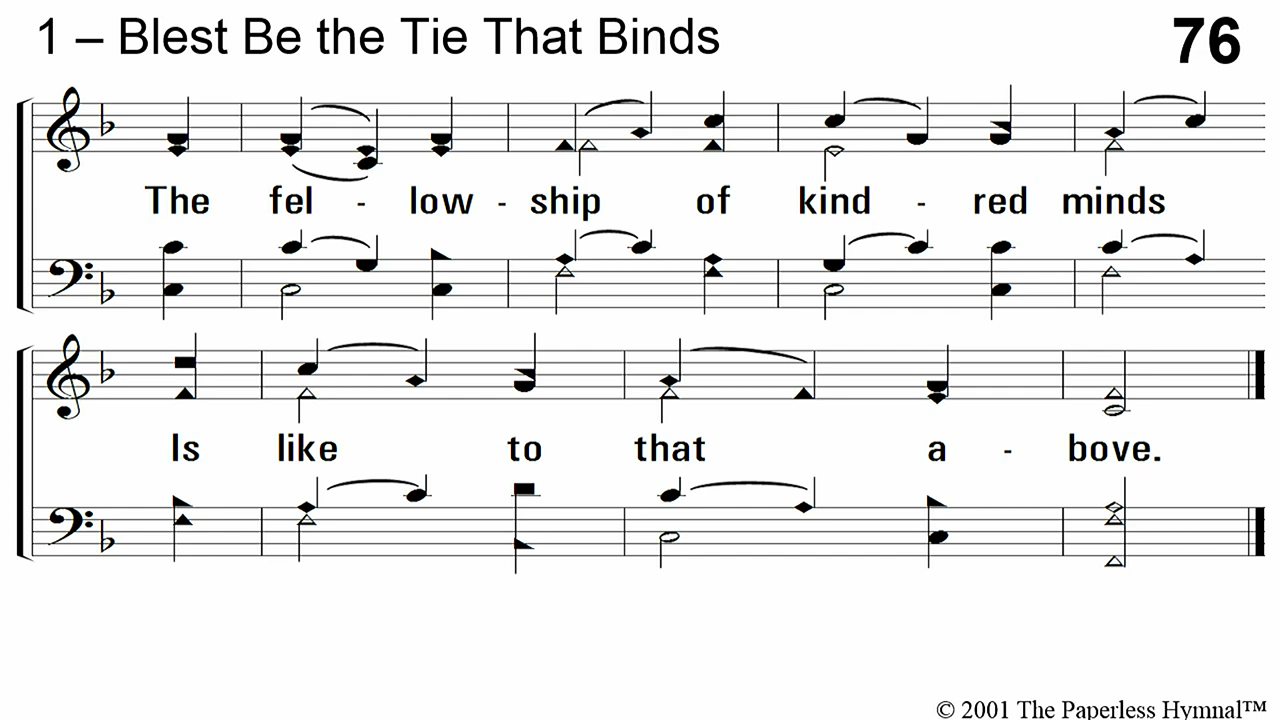 1 – Blest Be the Tie That Binds 76
The fel - low - ship of kind - red minds
Is like to that a - bove.
© 2001 The Paperless Hymnal™